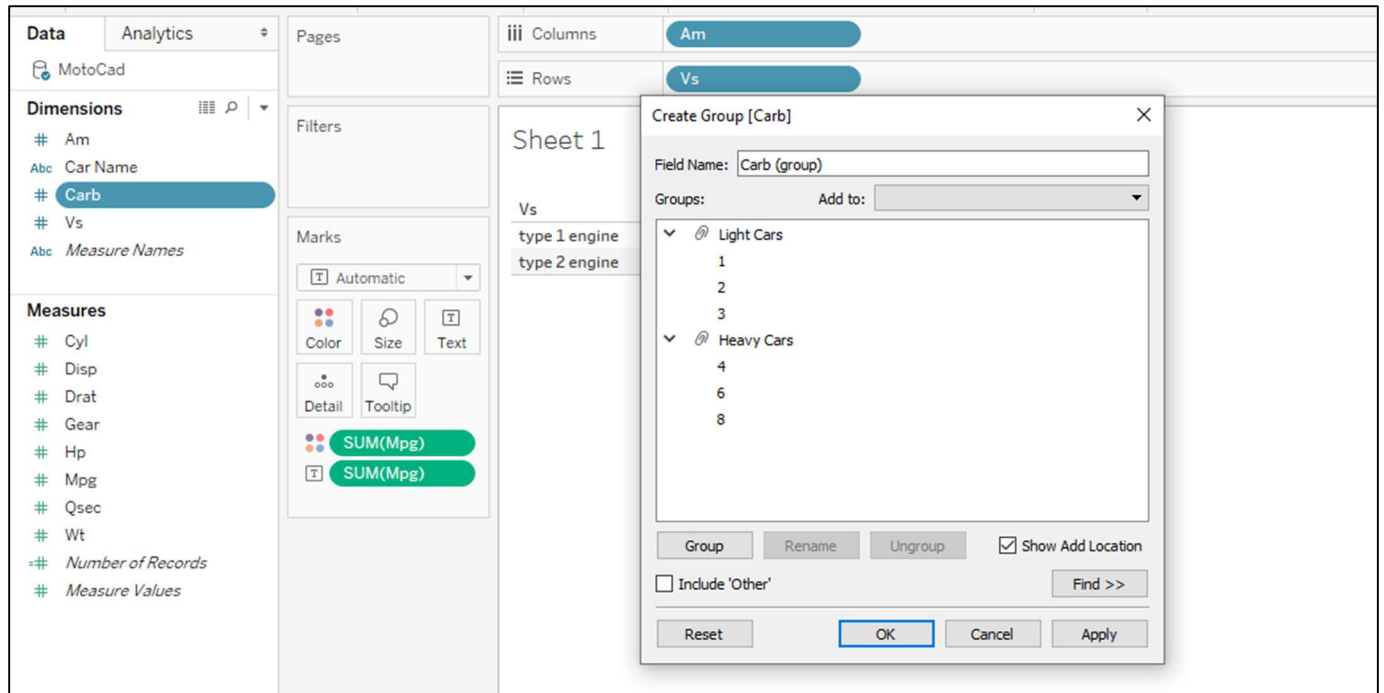 Data Analytics
MotoCad
Dimensions
# Am
Abc Car Name
# Carb
# Vs
Abc Measure Names
Measures
# Cyl
# Disp
# Drat
# Gear
# Hp
# Mpg
# Qsec
# Wt
=# Number of Records
# Measure Values
Pages
Filters
Marks
T Automatic
Color Size Text
Detail Tooltip
SUM(Mpg)
T SUM(Mpg)
iii Columns Am
Rows Vs
Sheet 1
Vs
type 1 engine
type 2 engine
Create Group [Carb]
Field Name: Carb (group)
Groups: Add to:
Light Cars
1
2
3
Heavy Cars
4
6
8
Group Rename Ungroup Show Add Location
Include 'Other' Find >>
Reset OK Cancel Apply